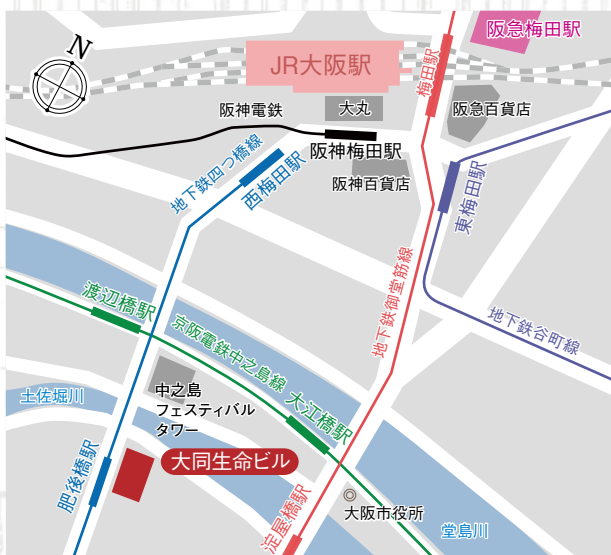 阪急梅田駅
N
JR大阪駅
梅田駅
阪神電鉄
大丸
阪急百貨店
阪神梅田駅
地下鉄四つ橋線
西梅田駅
阪神百貨店
東梅田駅
地下鉄御堂筋線
渡辺橋駅
京阪電鉄中之島線
地下鉄谷町線
土佐堀川
中之島
フェスティバル
タワー
大江橋駅
肥後橋駅
大同生命ビル
淀屋橋駅
大阪市役所
堂島川